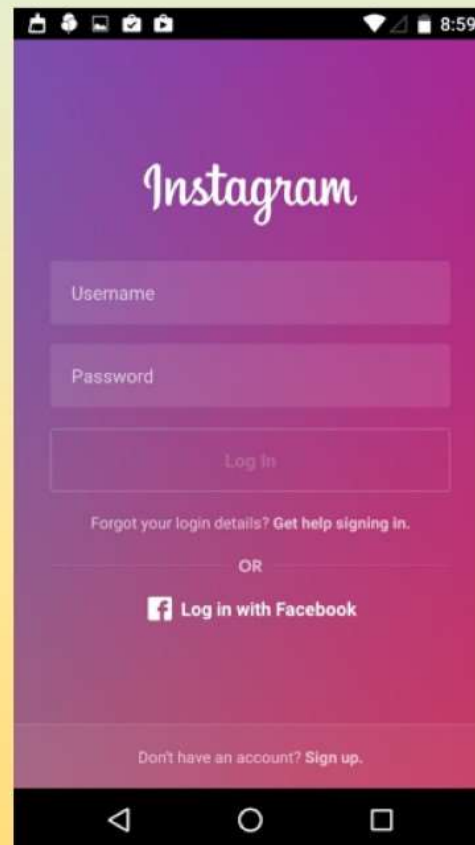 8:59
Instagram
Username
Password
Log In
Forgot your login details? Get help signing in.
OR
Log in with Facebook
Don't have an account? Sign up.